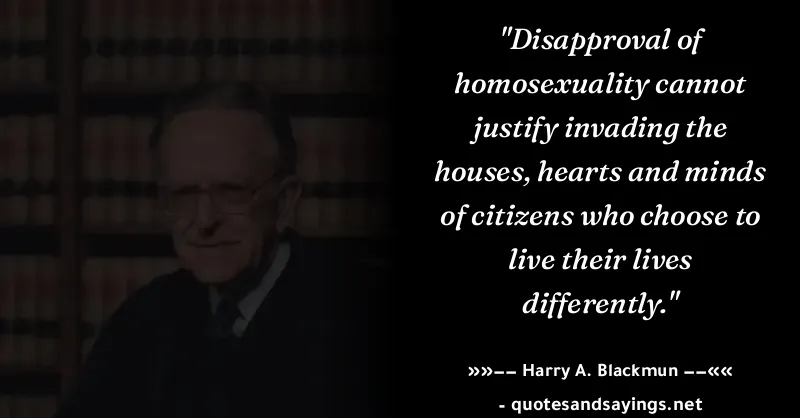 "Disapproval of
homosexuality cannot
justify invading the
houses, hearts and minds
of citizens who choose to
live their lives
differently."
»»–– Harry A. Blackmun ––««
- quotesandsayings.net